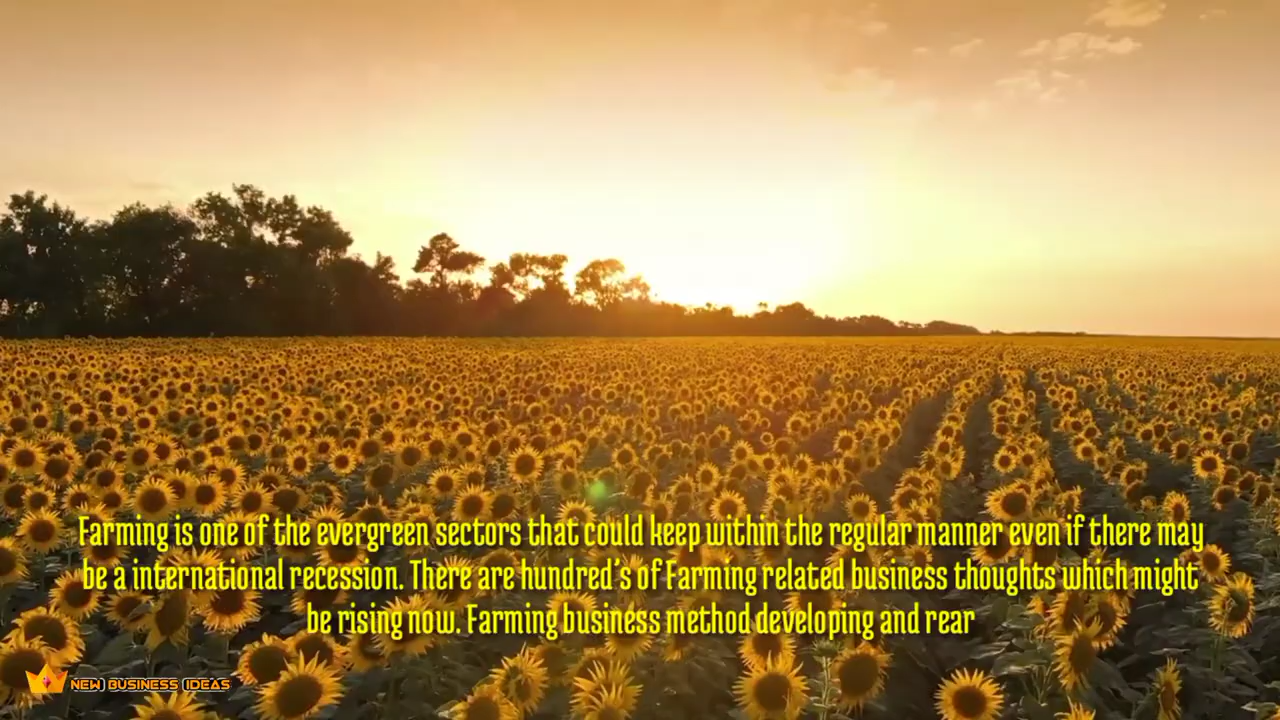 Farming is one of the evergreen sectors that could keep within the regular manner even if there may
be a international recession. There are hundred's of Farming related business thoughts which might
be rising now. Farming business method developing and rear
NEW BUSINESS IDEAS